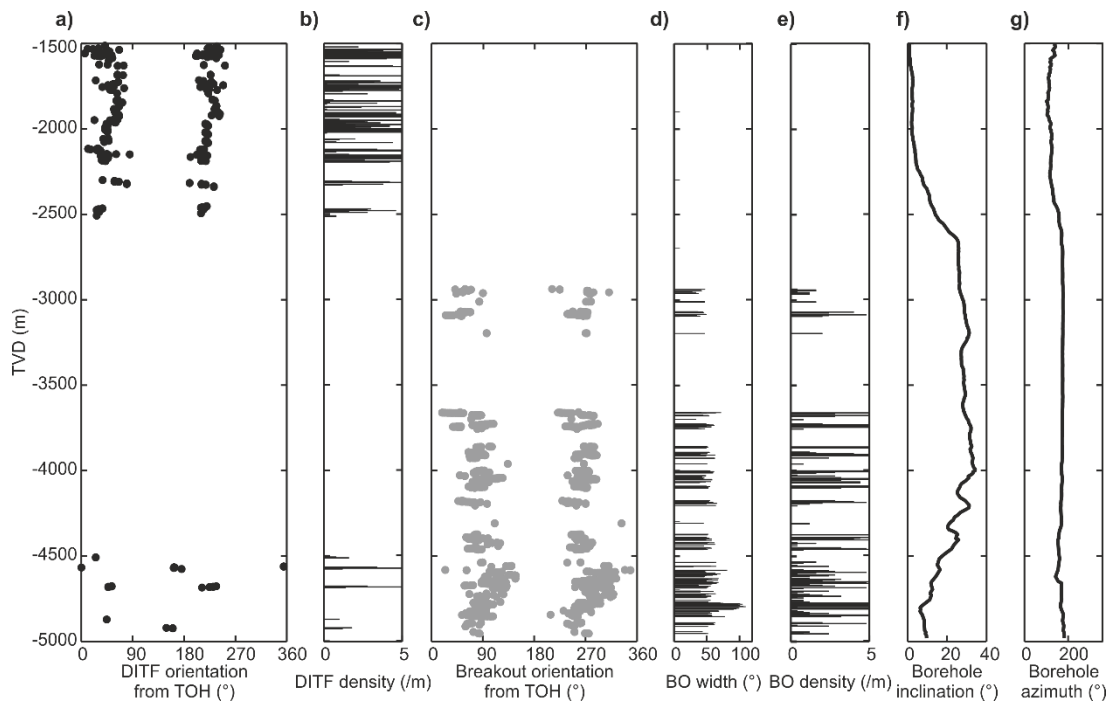 a) b) c) d) e) f) g)
-1500
-2000
-2500
-3000
-3500
-4000
-4500
-5000
TVD (m)
0 90 180 270 360 0 5 0 90 180 270 360 0 50 100 0 5 0 20 40 0 200
DITF orientation
from TOH (°)
DITF density (/m)
Breakout orientation
from TOH (°)
BO width (°)
BO density (/m)
Borehole
inclination (°)
Borehole
azimuth (°)